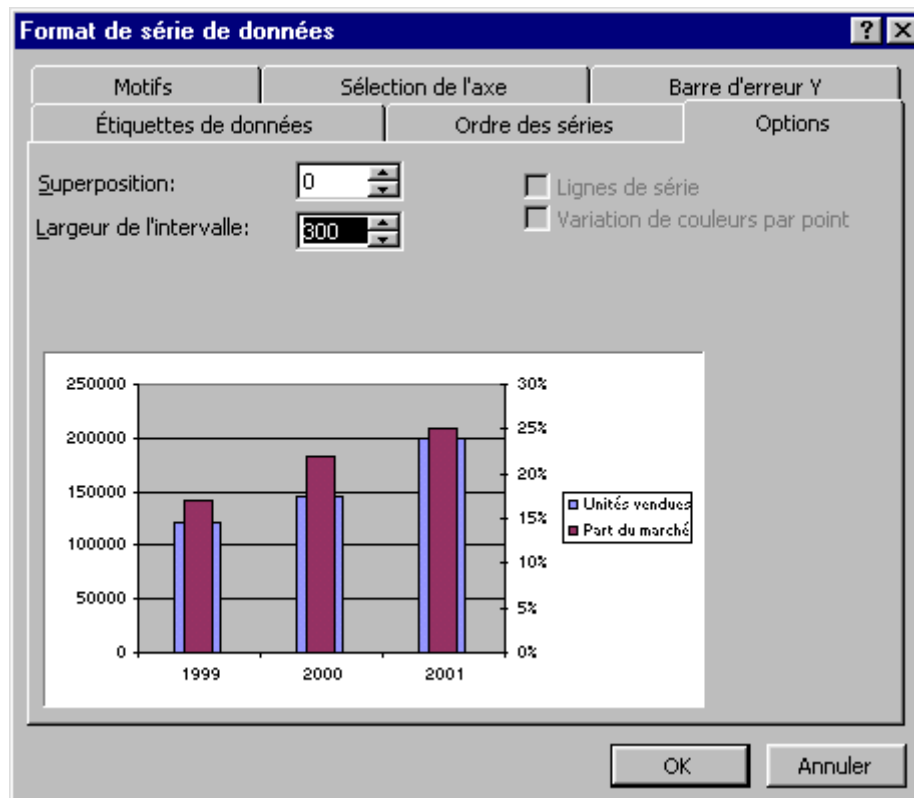 Format de série de données
Motifs
Sélection de l'axe
Barre d'erreur Y
Étiquettes de données
Ordre des séries
Options
Superposition:
0
Lignes de série
Largeur de l'intervalle:
300
Variation de couleurs par point
250000
200000
150000
100000
50000
0
30%
25%
20%
15%
10%
5%
0%
1999
2000
2001
Unités vendues
Part du marché
OK
Annuler